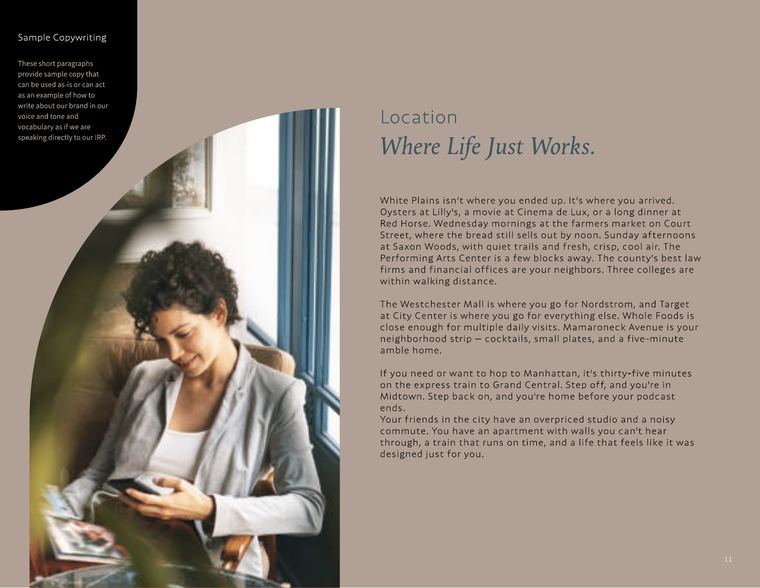 Sample Copywriting
These short paragraphs
provide sample copy that
can be used as-is or can act
as an example of how to
write about our brand in our
voice and tone and
vocabulary as if we are
speaking directly to our IRP.
Location
Where Life Just Works.
White Plains isn't where you ended up. It's where you arrived.
Oysters at Lilly's, a movie at Cinema de Lux, or a long dinner at
Red Horse. Wednesday mornings at the farmers market on Court
Street, where the bread still sells out by noon. Sunday afternoons
at Saxon Woods, with quiet trails and fresh, crisp, cool air. The
Performing Arts Center is a few blocks away. The county's best law
firms and financial offices are your neighbors. Three colleges are
within walking distance.
The Westchester Mall is where you go for Nordstrom, and Target
at City Center is where you go for everything else. Whole Foods is
close enough for multiple daily visits. Mamaroneck Avenue is your
neighborhood strip — cocktails, small plates, and a five-minute
amble home.
If you need or want to hop to Manhattan, it's thirty-five minutes
on the express train to Grand Central. Step off, and you're in
Midtown. Step back on, and you're home before your podcast
ends.
Your friends in the city have an overpriced studio and a noisy
commute. You have an apartment with walls you can't hear
through, a train that runs on time, and a life that feels like it was
designed just for you.
11